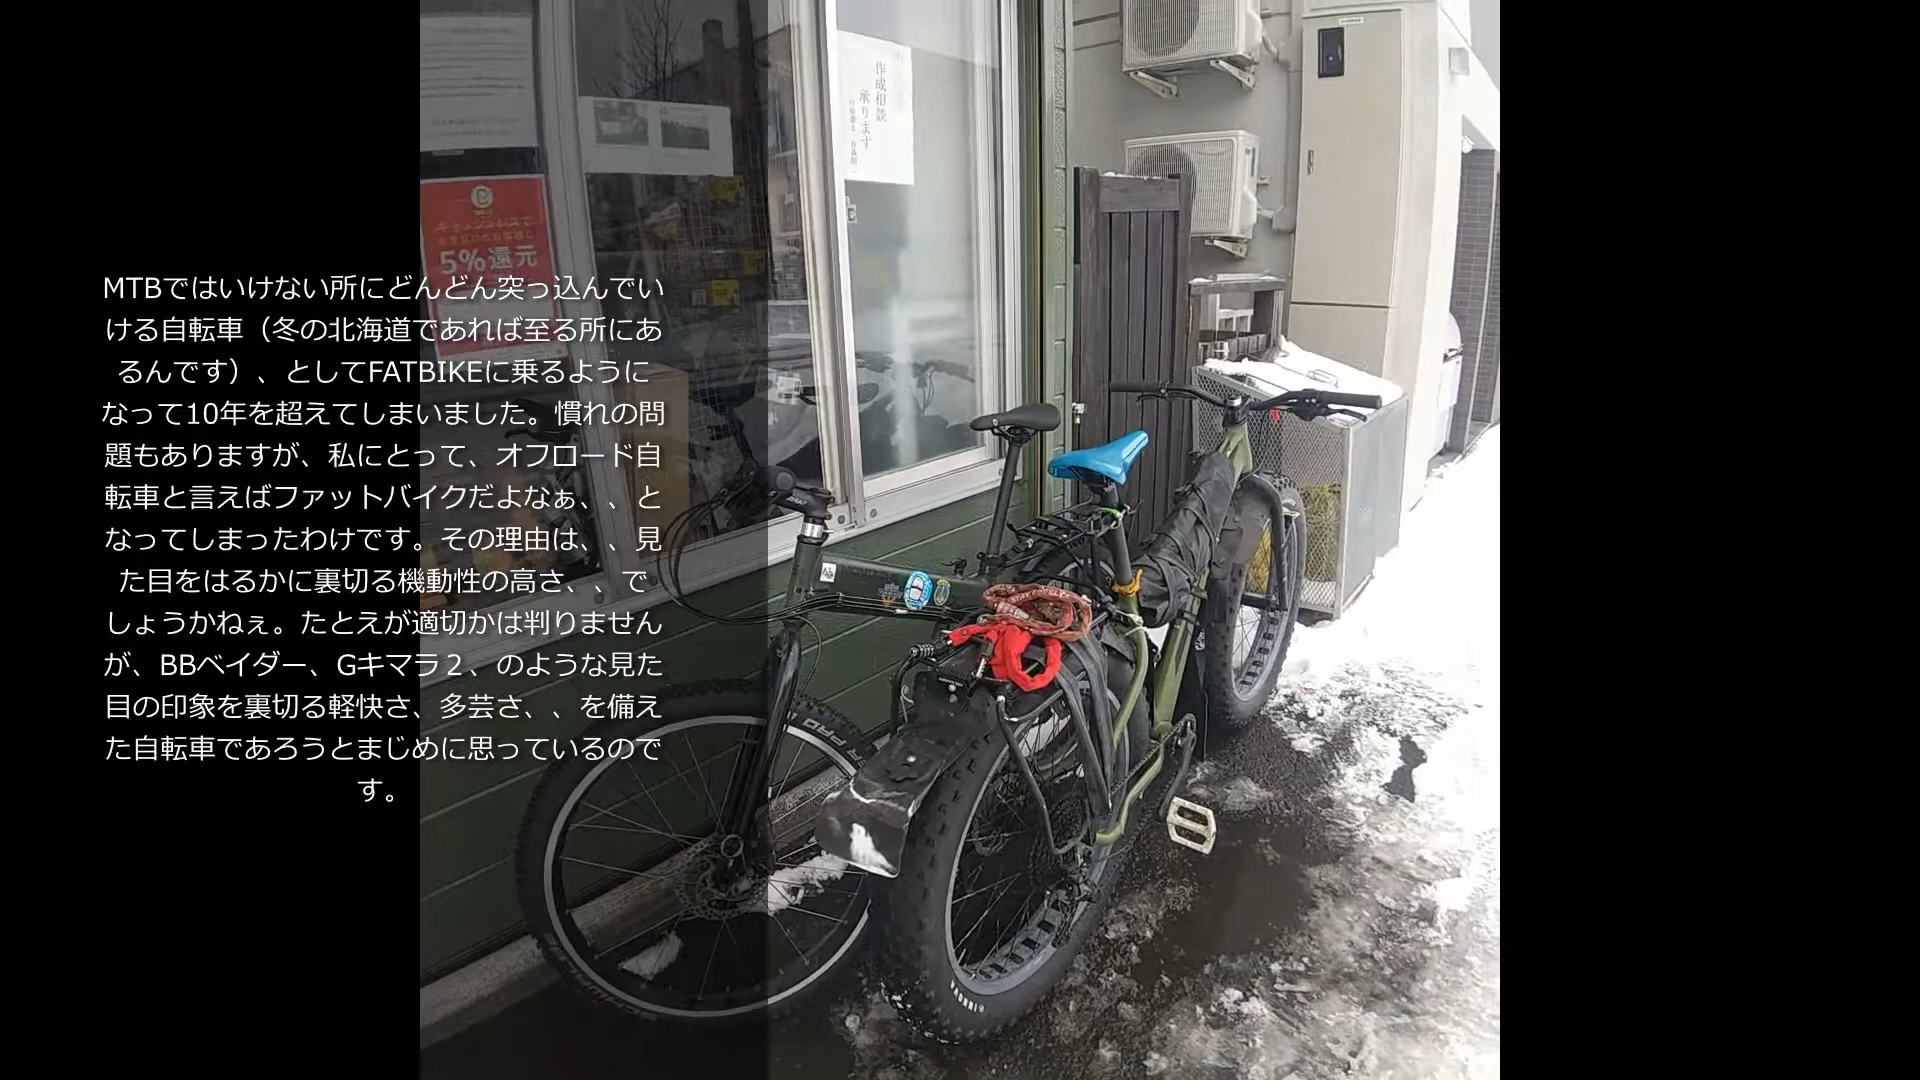 作成相談
承ります
キャッシュレスで
5%還元
MTBではいけない所にどんどん突っ込んでい
ける自転車（冬の北海道であれば至る所にあ
るんです）、としてFATBIKEに乗るように
なって10年を超えてしまいました。慣れの問
題もありますが、私にとって、オフロード自
転車と言えばファットバイクだよなぁ、、と
なってしまったわけです。その理由は、、見
た目をはるかに裏切る機動性の高さ、、で
しょうかねぇ。たとえが適切かは判りません
が、BBベイダー、Gキマラ２、のような見た
目の印象を裏切る軽快さ、多芸さ、、を備え
た自転車であろうとまじめに思っているので
す。
INNOVA